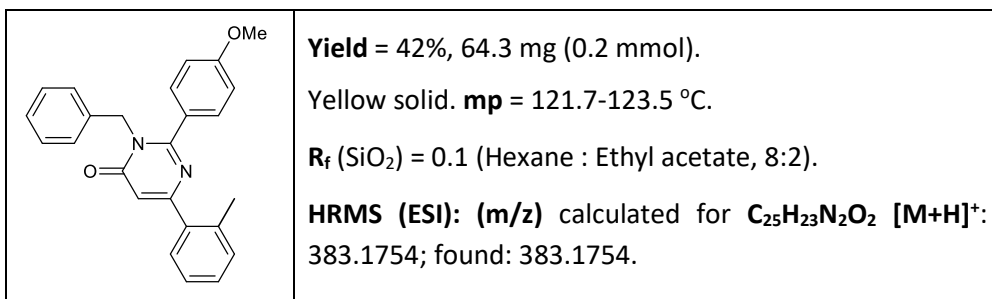 OMe
N
N
O
Yield = 42%, 64.3 mg (0.2 mmol).
Yellow solid. mp = 121.7-123.5 °C.
Rf (SiO2) = 0.1 (Hexane : Ethyl acetate, 8:2).
HRMS (ESI): (m/z) calculated for C25H23N2O2 [M+H]+:
383.1754; found: 383.1754.